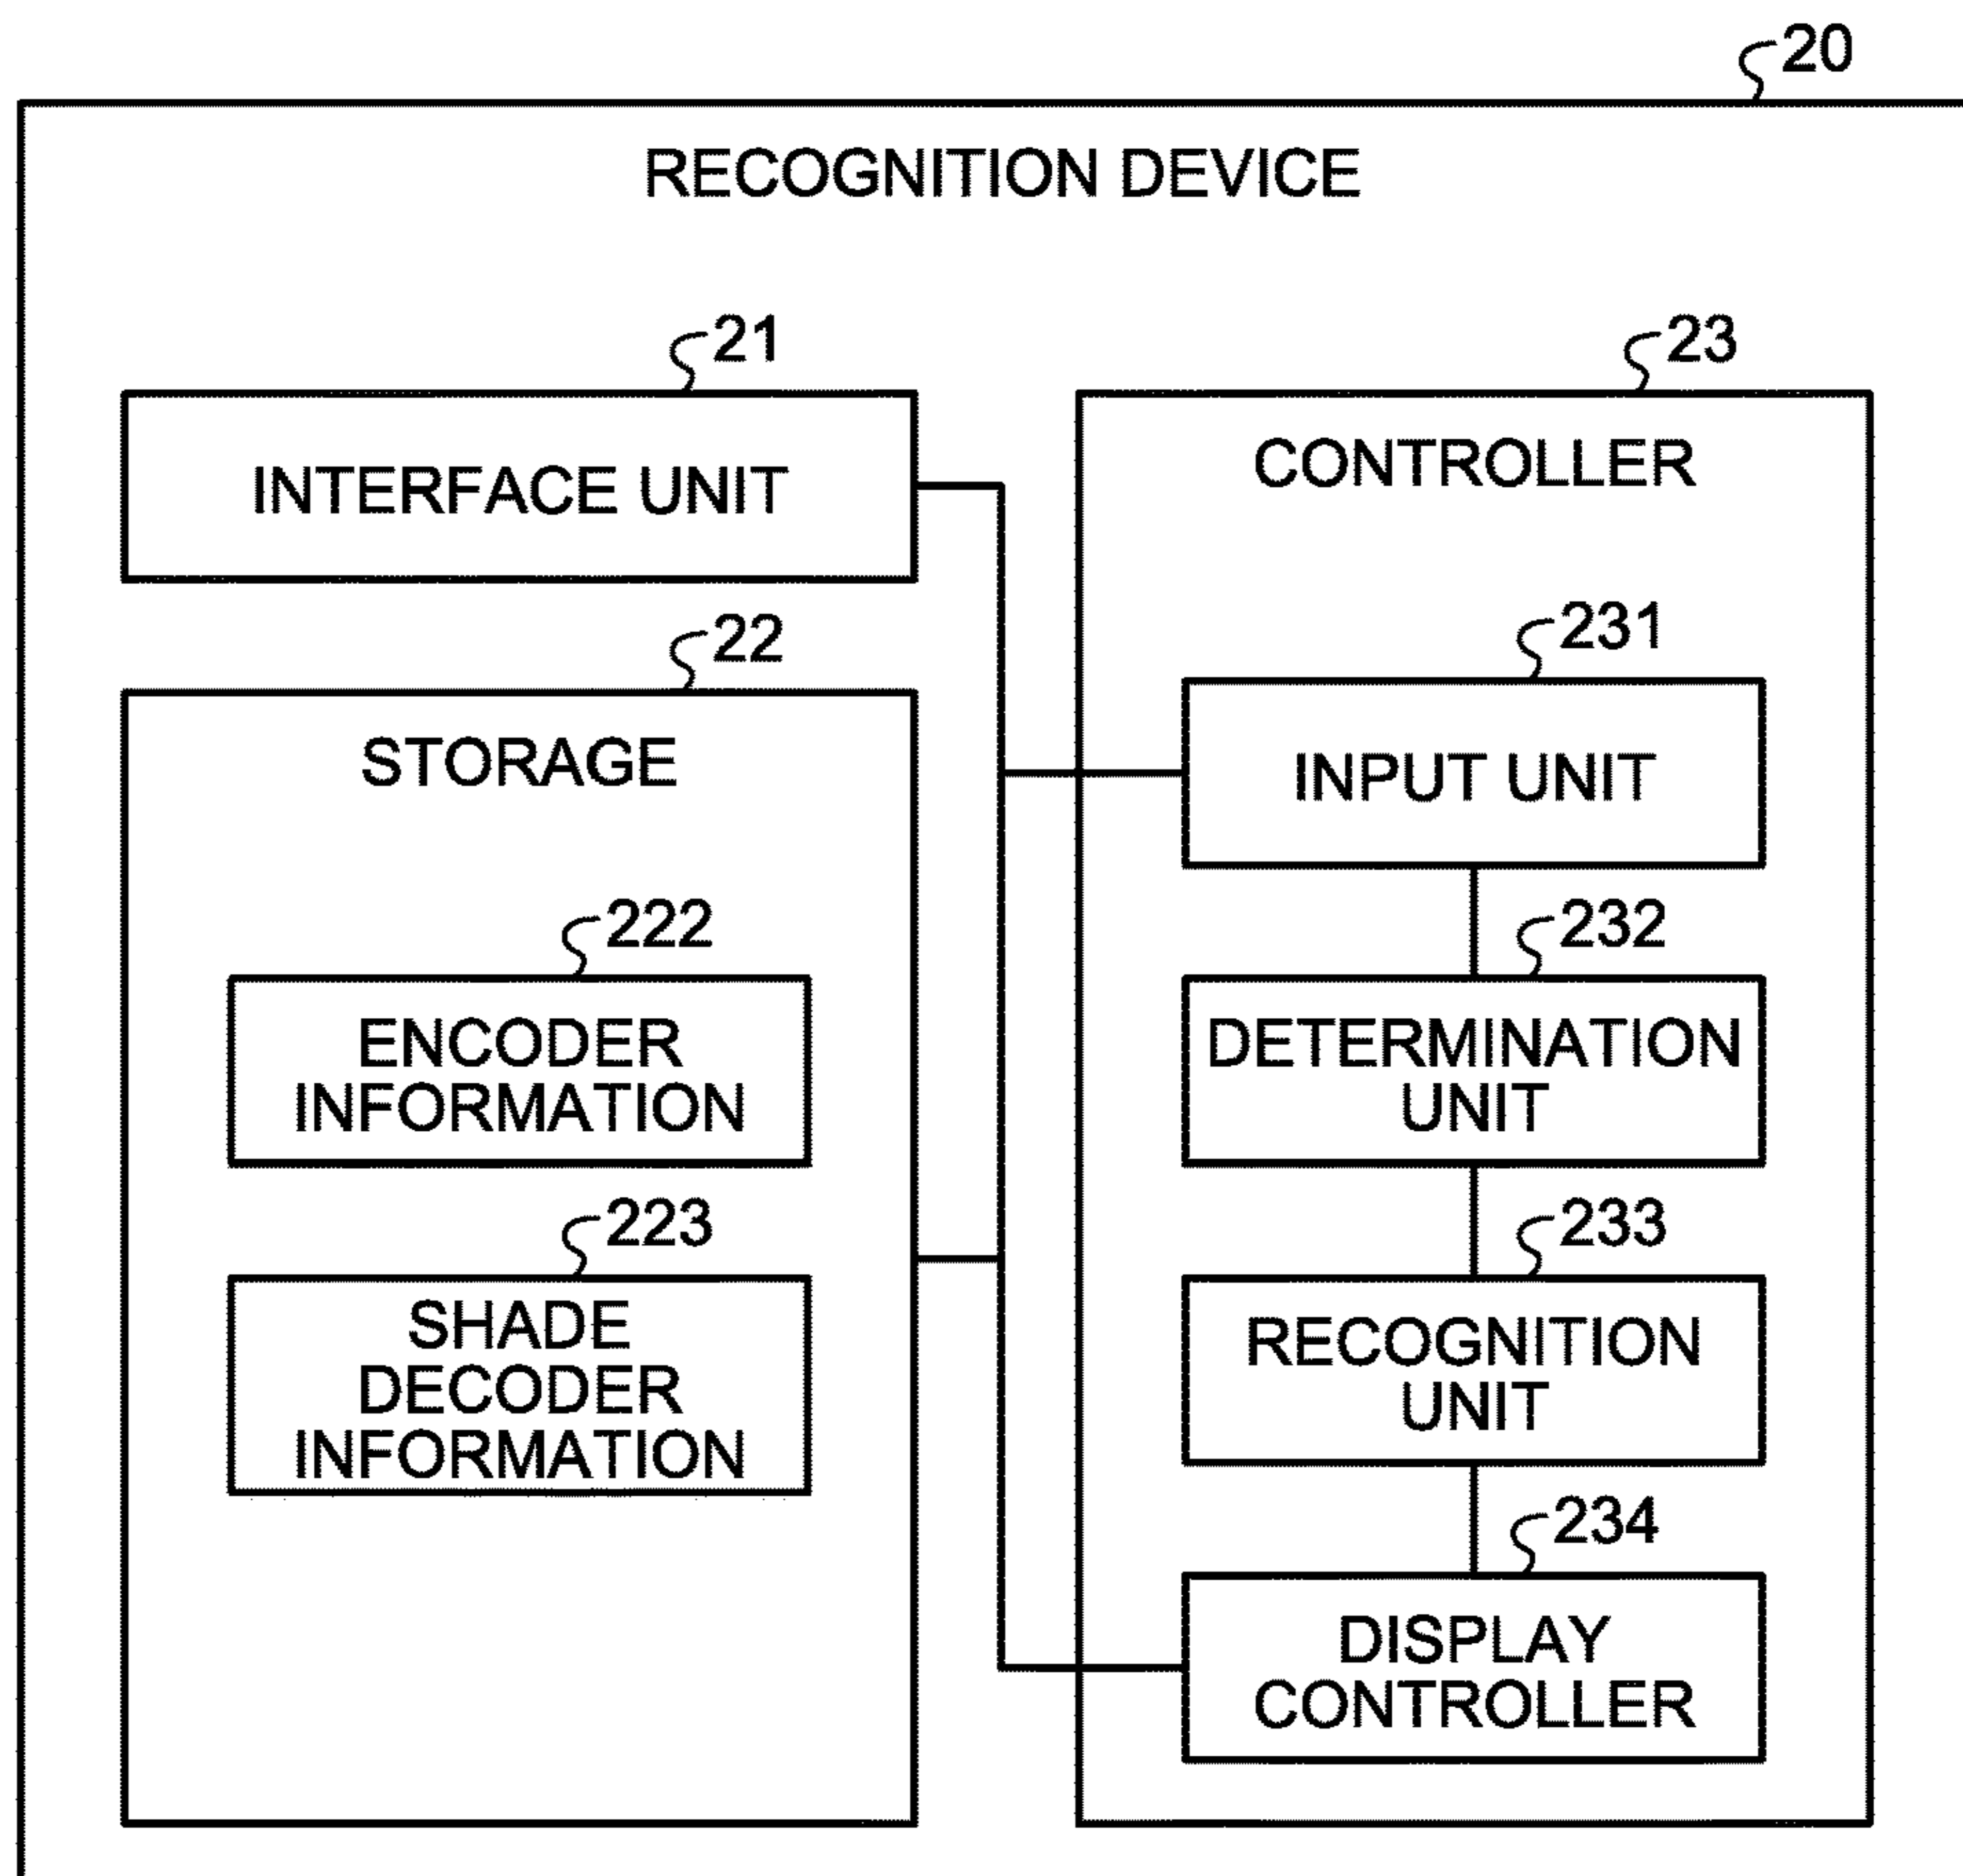 20
RECOGNITION DEVICE
21
INTERFACE UNIT
22
STORAGE
222
ENCODER
INFORMATION
223
SHADE
DECODER
INFORMATION
23
CONTROLLER
231
INPUT UNIT
232
DETERMINATION
UNIT
233
RECOGNITION
UNIT
234
DISPLAY
CONTROLLER